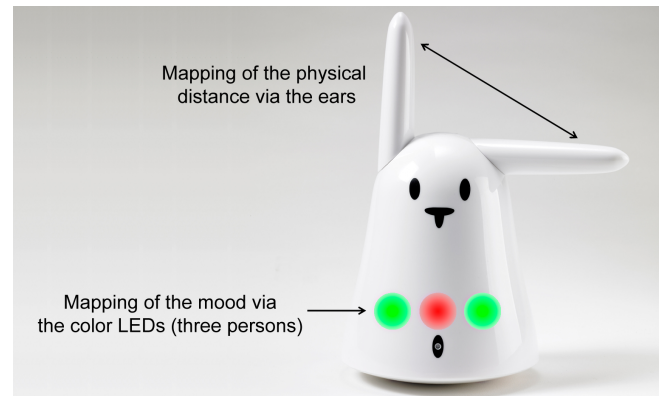 Mapping of the physical
distance via the ears
Mapping of the mood via
the color LEDs (three persons)